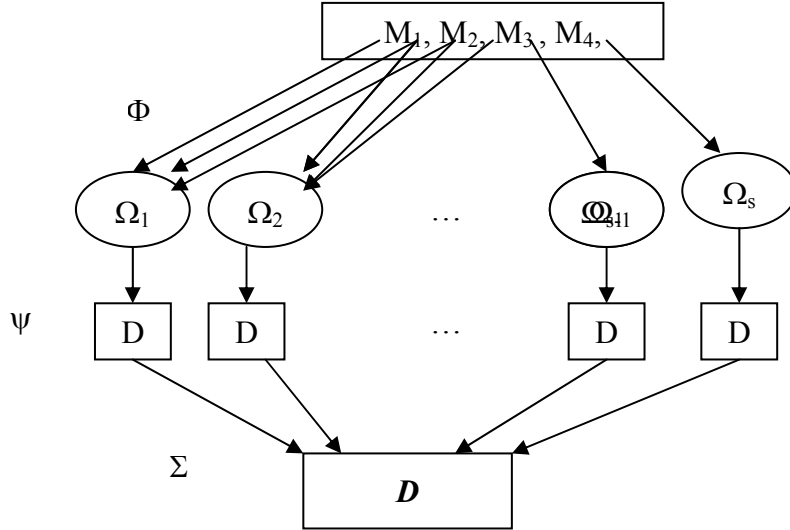 M₁, M₂, M₃ , M₄,
Φ
Ω₁ Ω₂ … Ωₛ
ψ D D … D D
Σ
D